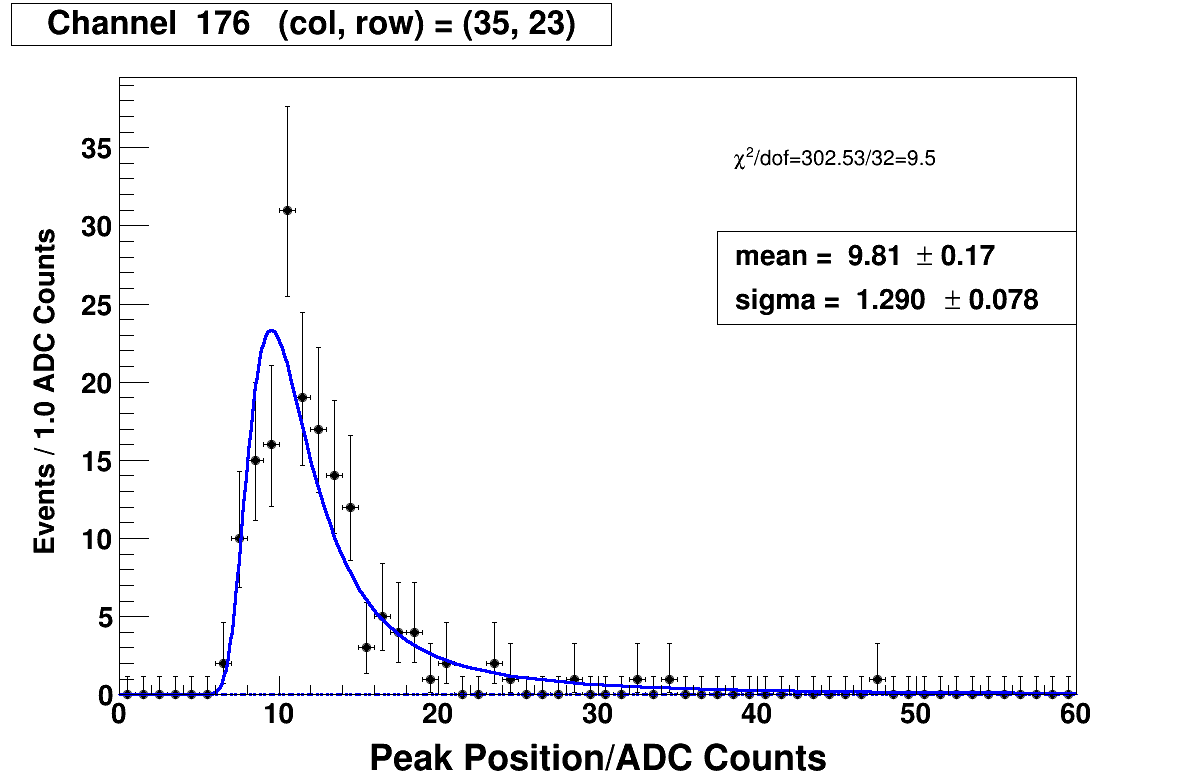 Channel 176 (col, row) = (35, 23)
Events / 1.0 ADC Counts
35
30
25
20
15
10
5
0
χ²/dof=302.53/32=9.5
mean = 9.81 ± 0.17
sigma = 1.290 ± 0.078
0 10 20 30 40 50 60
Peak Position/ADC Counts